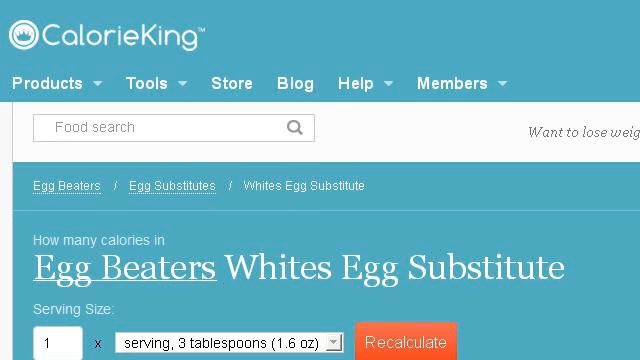 CalorieKing™
Products Tools Store Blog Help Members
Food search
Want to lose
Egg Beaters / Egg Substitutes / Whites Egg Substitute
How many calories in
Egg Beaters Whites Egg Substitute
Serving Size:
1 x serving, 3 tablespoons (1.6 oz) Recalculate